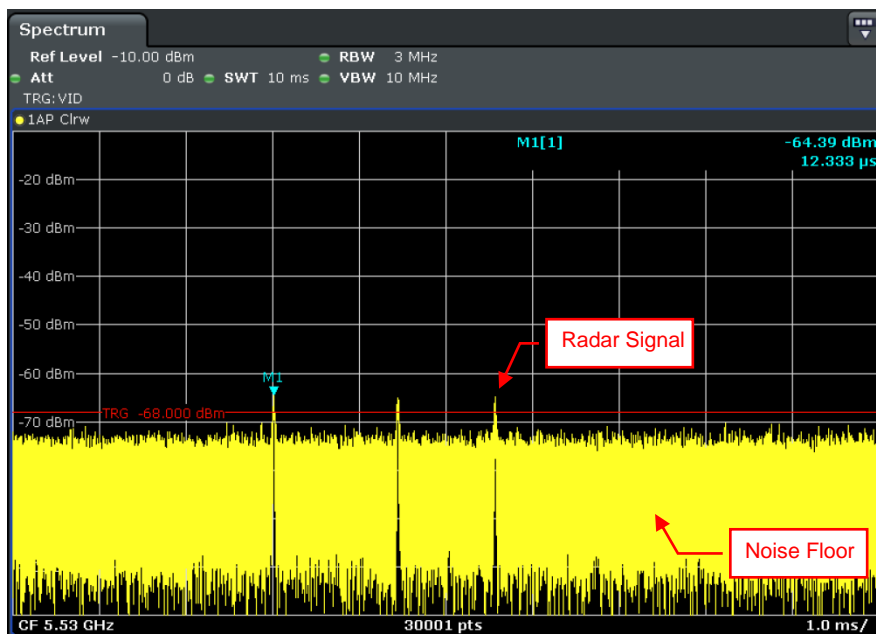 Spectrum
Ref Level -10.00 dBm RBW 3 MHz
Att 0 dB SWT 10 ms VBW 10 MHz
TRG:VID
1AP Clrw
M1[1] -64.39 dBm
12.333 µs
-20 dBm
-30 dBm
-40 dBm
-50 dBm
Radar Signal
-60 dBm
M1
TRG -68.000 dBm
-70 dBm
Noise Floor
CF 5.53 GHz 30001 pts 1.0 ms/